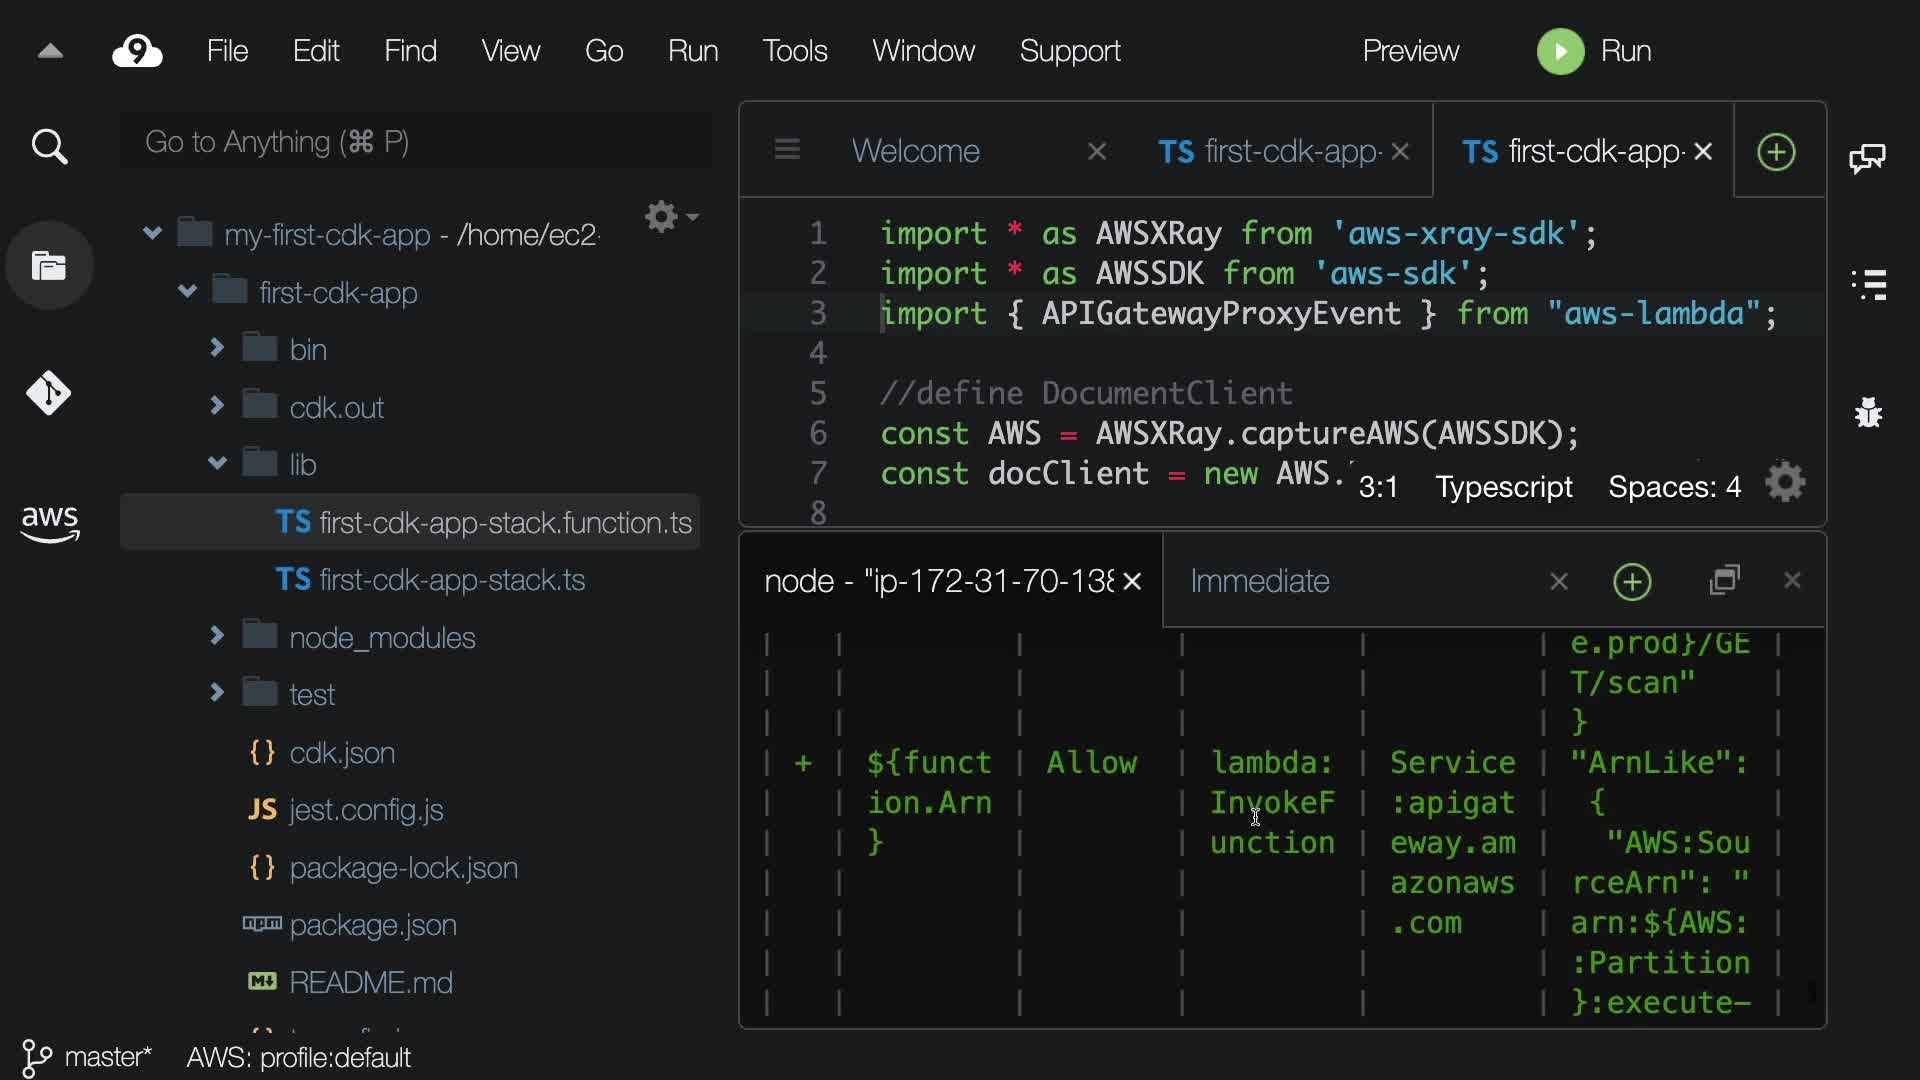 9 File Edit Find View Go Run Tools Window Support Preview Run
Go to Anything (⌘ P)
my-first-cdk-app - /home/ec2-
first-cdk-app
bin
cdk.out
lib
TS first-cdk-app-stack.function.ts
TS first-cdk-app-stack.ts
node_modules
test
{} cdk.json
JS jest.config.js
{} package-lock.json
package.json
M↓ README.md
aws
master* AWS: profile:default
Welcome × TS first-cdk-app- × TS first-cdk-app- ×
1 import * as AWSXRay from 'aws-xray-sdk';
2 import * as AWSSDK from 'aws-sdk';
3 import { APIGatewayProxyEvent } from "aws-lambda";
4
5 //define DocumentClient
6 const AWS = AWSXRay.captureAWS(AWSSDK);
7 const docClient = new AWS.
8
3:1 Typescript Spaces: 4
node - "ip-172-31-70-138 × Immediate ×
| | | | | | e.prod}/GE |
| | | | | | T/scan" |
| | | | | | } |
| + | ${funct | Allow | lambda: | Service | "ArnLike": |
| | ion.Arn | | InvokeF | :apigat | { |
| | } | | unction | eway.am | "AWS:Sou |
| | | | | azonaws | rceArn": " |
| | | | | .com | arn:${AWS: |
| | | | | | :Partition |
| | | | | | }:execute- |